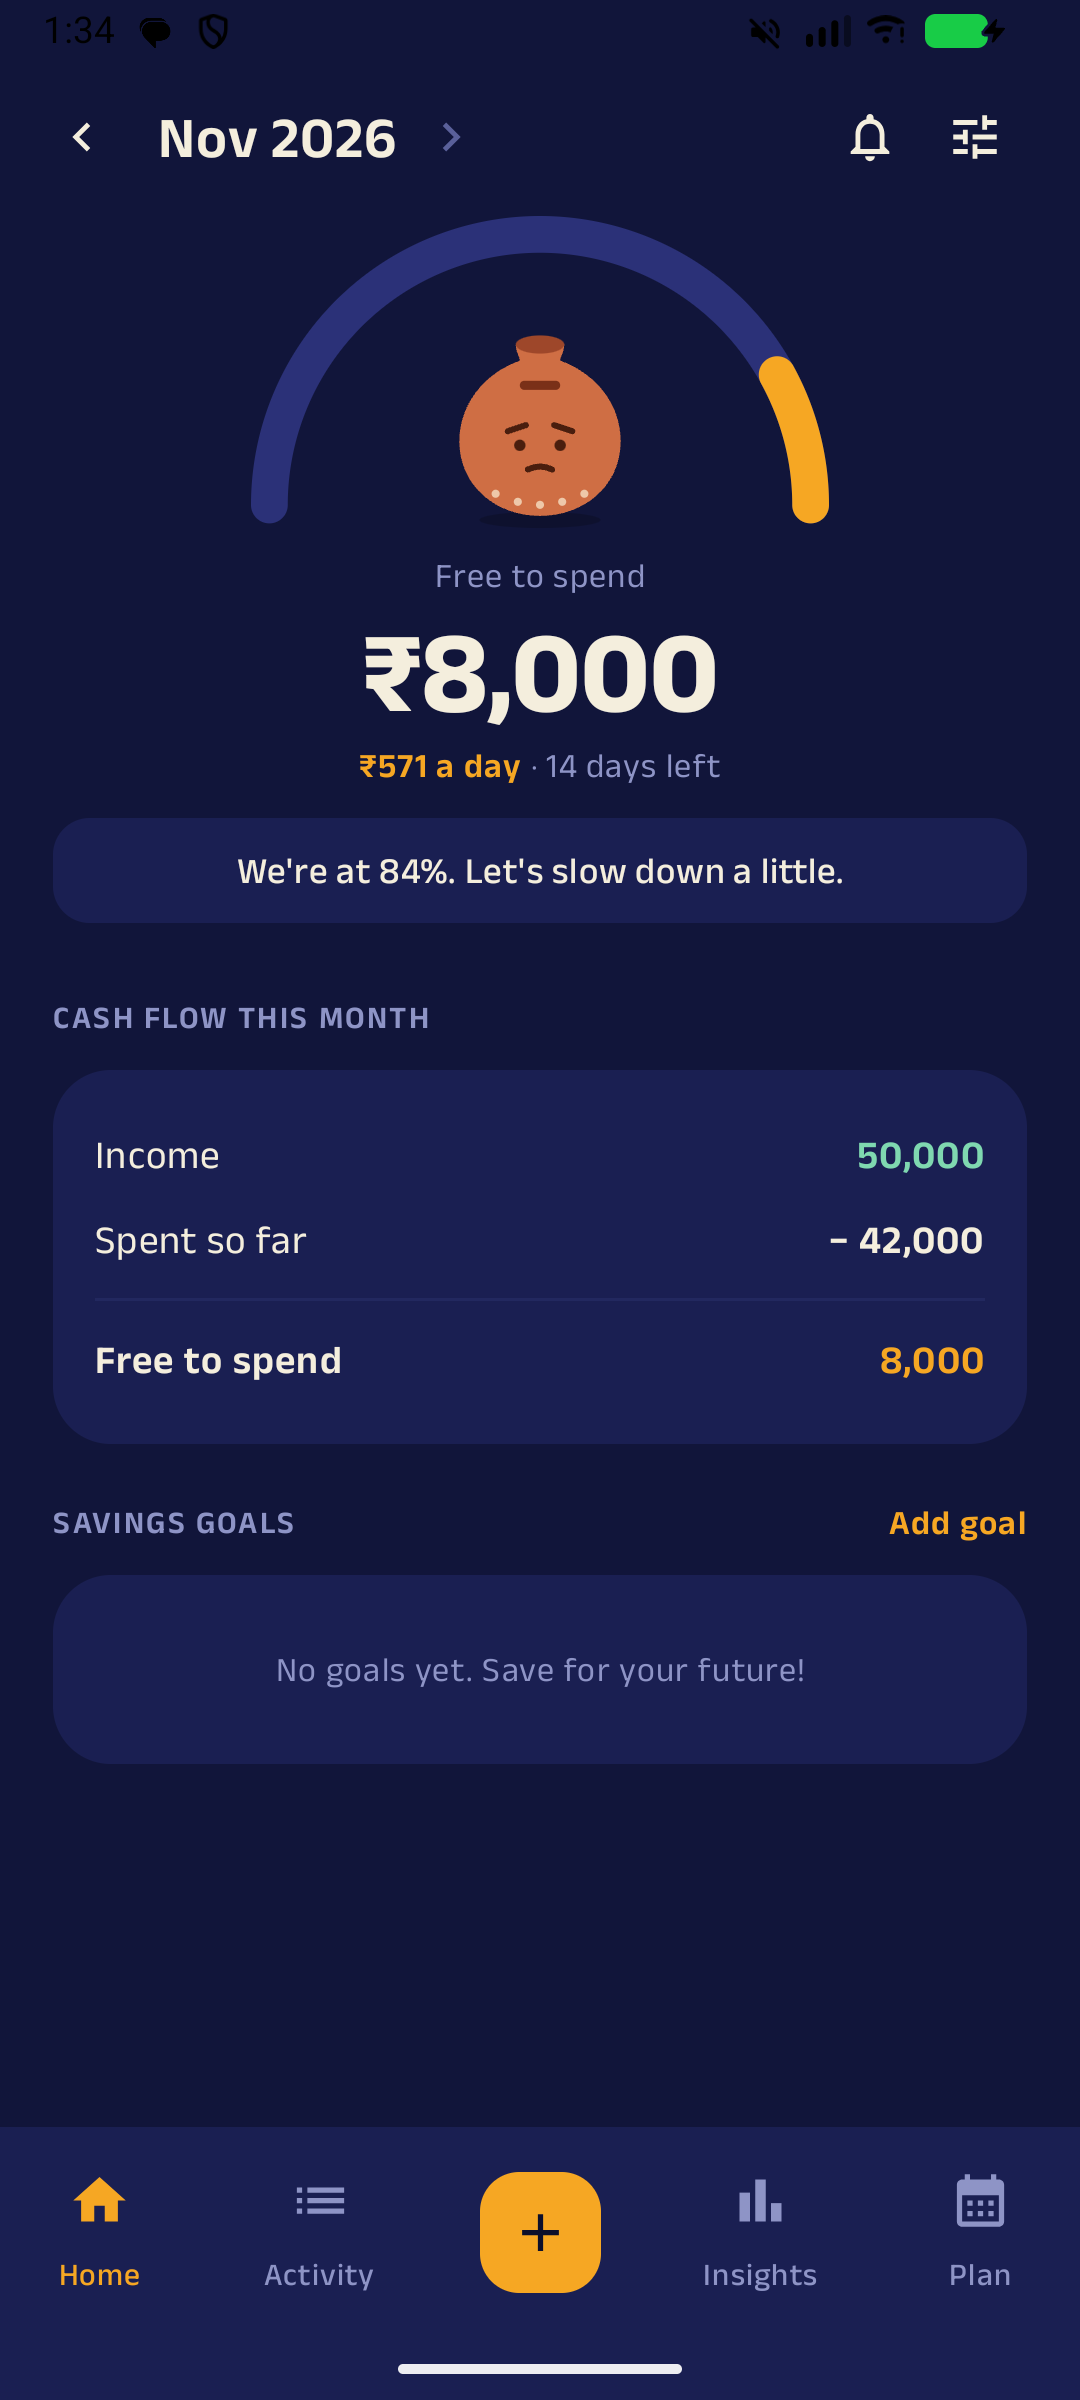 1:34
Nov 2026
Free to spend
₹8,000
₹571 a day · 14 days left
We're at 84%. Let's slow down a little.
CASH FLOW THIS MONTH
Income 50,000
Spent so far − 42,000
Free to spend 8,000
SAVINGS GOALS Add goal
No goals yet. Save for your future!
Home Activity Insights Plan